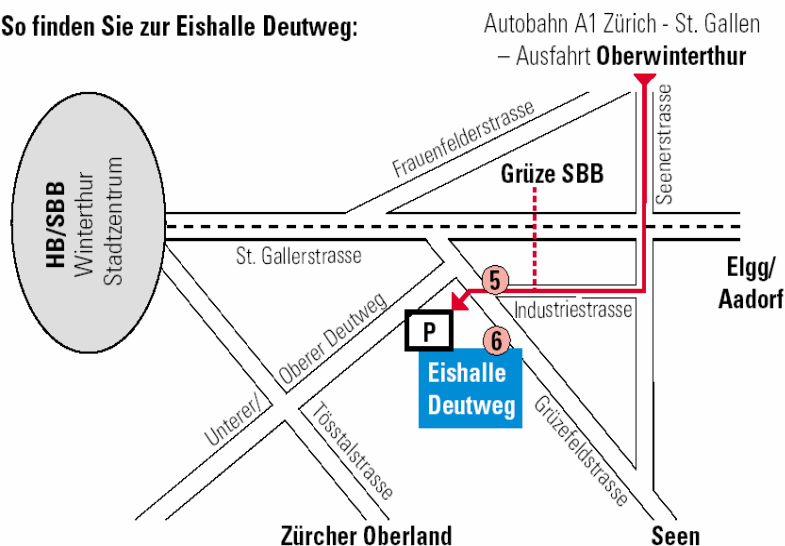 So finden Sie zur Eishalle Deutweg:
Autobahn A1 Zürich - St. Gallen
– Ausfahrt Oberwinterthur
Frauenfelderstrasse
Seenerstrasse
Grüze SBB
HB/SBB
Winterthur
Stadtzentrum
St. Gallerstrasse
Elgg/
Aadorf
5
Industriestrasse
Oberer Deutweg
P
6
Eishalle
Deutweg
Unterer/
Tösstalstrasse
Grüzefeldstrasse
Zürcher Oberland
Seen